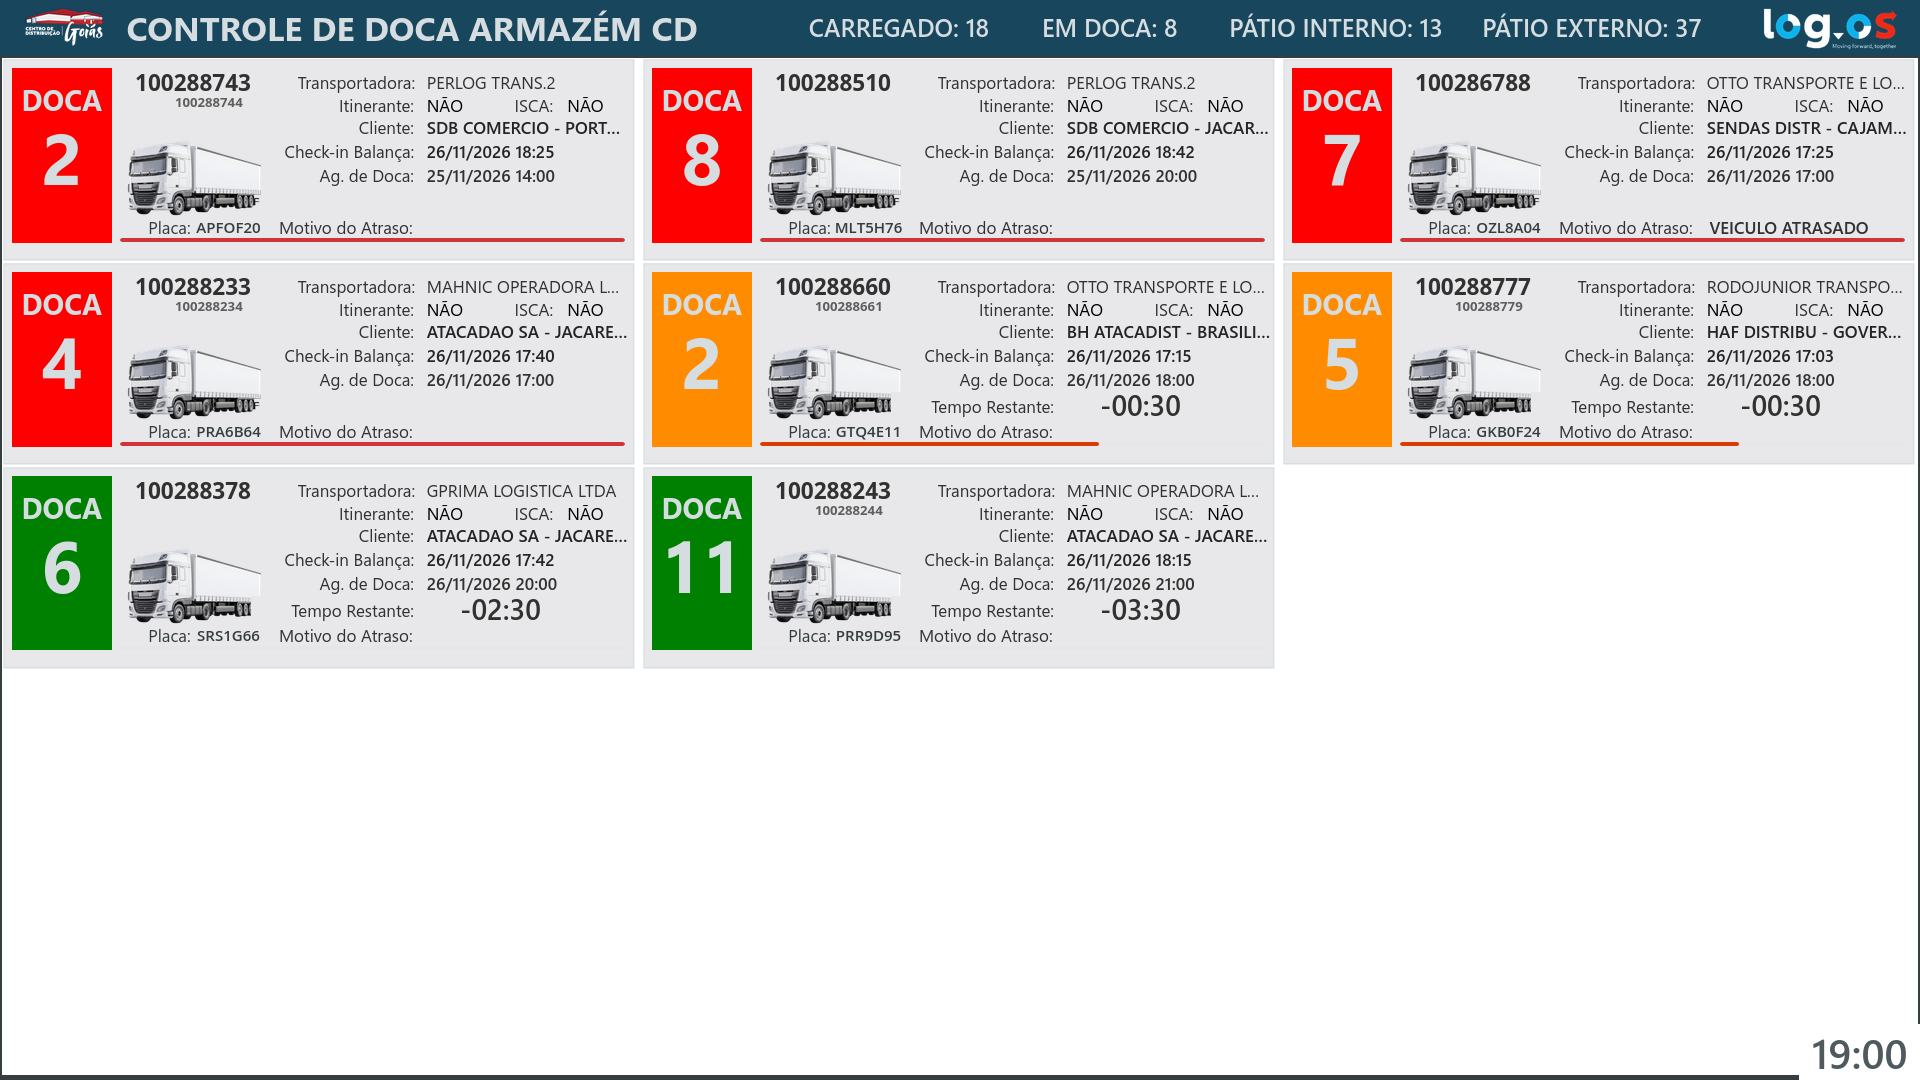 CENTRO DE DISTRIBUIÇÃO Goiás
CONTROLE DE DOCA ARMAZÉM CD
CARREGADO: 18
EM DOCA: 8
PÁTIO INTERNO: 13
PÁTIO EXTERNO: 37
log.os
Moving forward, together
DOCA
2
100288743
100288744
Transportadora: PERLOG TRANS.2
Itinerante: NÃO ISCA: NÃO
Cliente: SDB COMERCIO - PORT...
Check-in Balança: 26/11/2026 18:25
Ag. de Doca: 25/11/2026 14:00
Placa: APFOF20 Motivo do Atraso:
DOCA
8
100288510
Transportadora: PERLOG TRANS.2
Itinerante: NÃO ISCA: NÃO
Cliente: SDB COMERCIO - JACAR...
Check-in Balança: 26/11/2026 18:42
Ag. de Doca: 25/11/2026 20:00
Placa: MLT5H76 Motivo do Atraso:
DOCA
7
100286788
Transportadora: OTTO TRANSPORTE E LO...
Itinerante: NÃO ISCA: NÃO
Cliente: SENDAS DISTR - CAJAM...
Check-in Balança: 26/11/2026 17:25
Ag. de Doca: 26/11/2026 17:00
Placa: OZL8A04 Motivo do Atraso: VEICULO ATRASADO
DOCA
4
100288233
100288234
Transportadora: MAHNIC OPERADORA L...
Itinerante: NÃO ISCA: NÃO
Cliente: ATACADAO SA - JACARE...
Check-in Balança: 26/11/2026 17:40
Ag. de Doca: 26/11/2026 17:00
Placa: PRA6B64 Motivo do Atraso:
DOCA
2
100288660
100288661
Transportadora: OTTO TRANSPORTE E LO...
Itinerante: NÃO ISCA: NÃO
Cliente: BH ATACADIST - BRASILI...
Check-in Balança: 26/11/2026 17:15
Ag. de Doca: 26/11/2026 18:00
Tempo Restante: -00:30
Placa: GTQ4E11 Motivo do Atraso:
DOCA
5
100288777
100288779
Transportadora: RODOJUNIOR TRANSPO...
Itinerante: NÃO ISCA: NÃO
Cliente: HAF DISTRIBU - GOVER...
Check-in Balança: 26/11/2026 17:03
Ag. de Doca: 26/11/2026 18:00
Tempo Restante: -00:30
Placa: GKB0F24 Motivo do Atraso:
DOCA
6
100288378
Transportadora: GPRIMA LOGISTICA LTDA
Itinerante: NÃO ISCA: NÃO
Cliente: ATACADAO SA - JACARE...
Check-in Balança: 26/11/2026 17:42
Ag. de Doca: 26/11/2026 20:00
Tempo Restante: -02:30
Placa: SRS1G66 Motivo do Atraso:
DOCA
11
100288243
100288244
Transportadora: MAHNIC OPERADORA L...
Itinerante: NÃO ISCA: NÃO
Cliente: ATACADAO SA - JACARE...
Check-in Balança: 26/11/2026 18:15
Ag. de Doca: 26/11/2026 21:00
Tempo Restante: -03:30
Placa: PRR9D95 Motivo do Atraso:
19:00